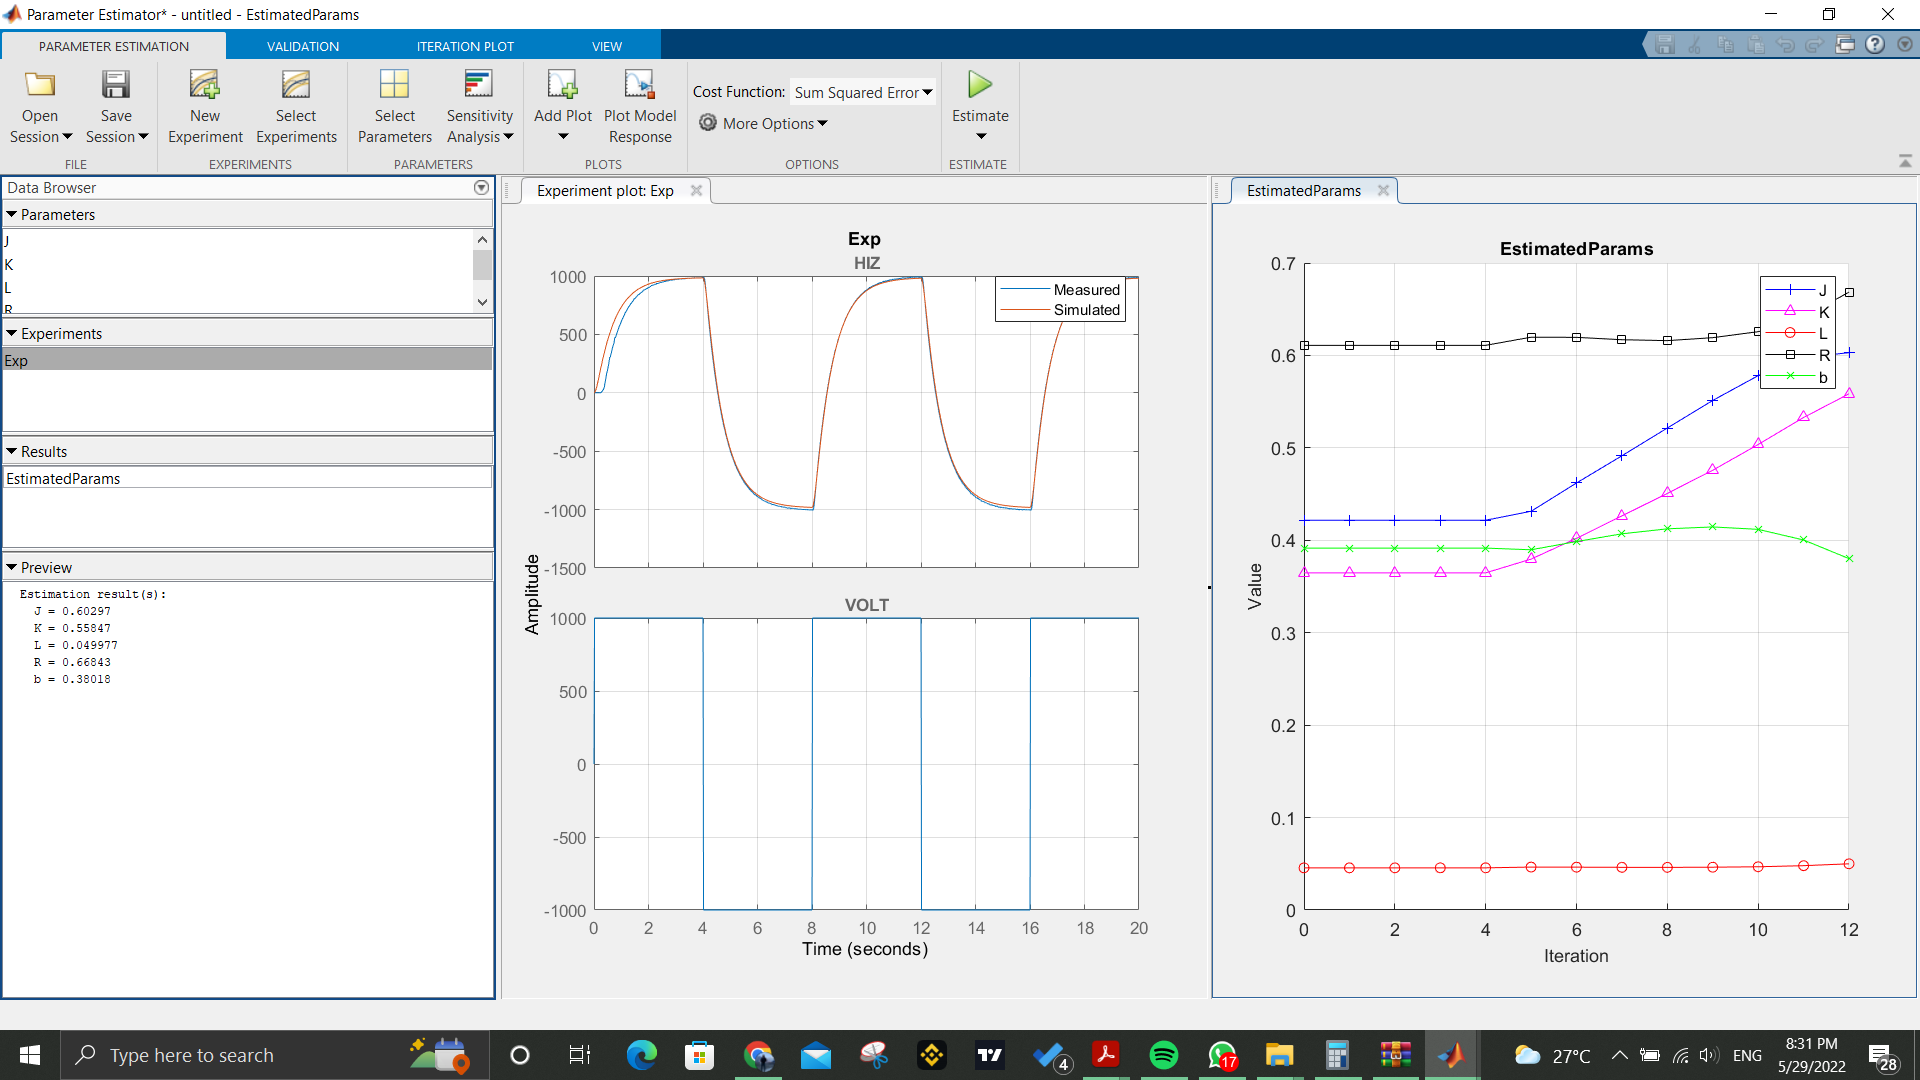 Parameter Estimator* - untitled - EstimatedParams
PARAMETER ESTIMATION VALIDATION ITERATION PLOT VIEW
Open Session
Save Session
New Experiment
Select Experiments
Select Parameters
Sensitivity Analysis
Add Plot
Plot Model Response
Cost Function: Sum Squared Error
More Options
Estimate
FILE EXPERIMENTS PARAMETERS PLOTS OPTIONS ESTIMATE
Data Browser
Parameters
J
K
L
R
Experiments
Exp
Results
EstimatedParams
Preview
Estimation result(s):
J = 0.60297
K = 0.55847
L = 0.049977
R = 0.66843
b = 0.38018
Experiment plot: Exp
Exp
HIZ
1000
500
0
-500
-1000
-1500
Measured
Simulated
Amplitude
VOLT
1000
500
0
-500
-1000
0 2 4 6 8 10 12 14 16 18 20
Time (seconds)
EstimatedParams
EstimatedParams
0.7
0.6
0.5
0.4
0.3
0.2
0.1
0
Value
J
K
L
R
b
0 2 4 6 8 10 12
Iteration
Type here to search
4
17
27°C
ENG
8:31 PM
5/29/2022
28